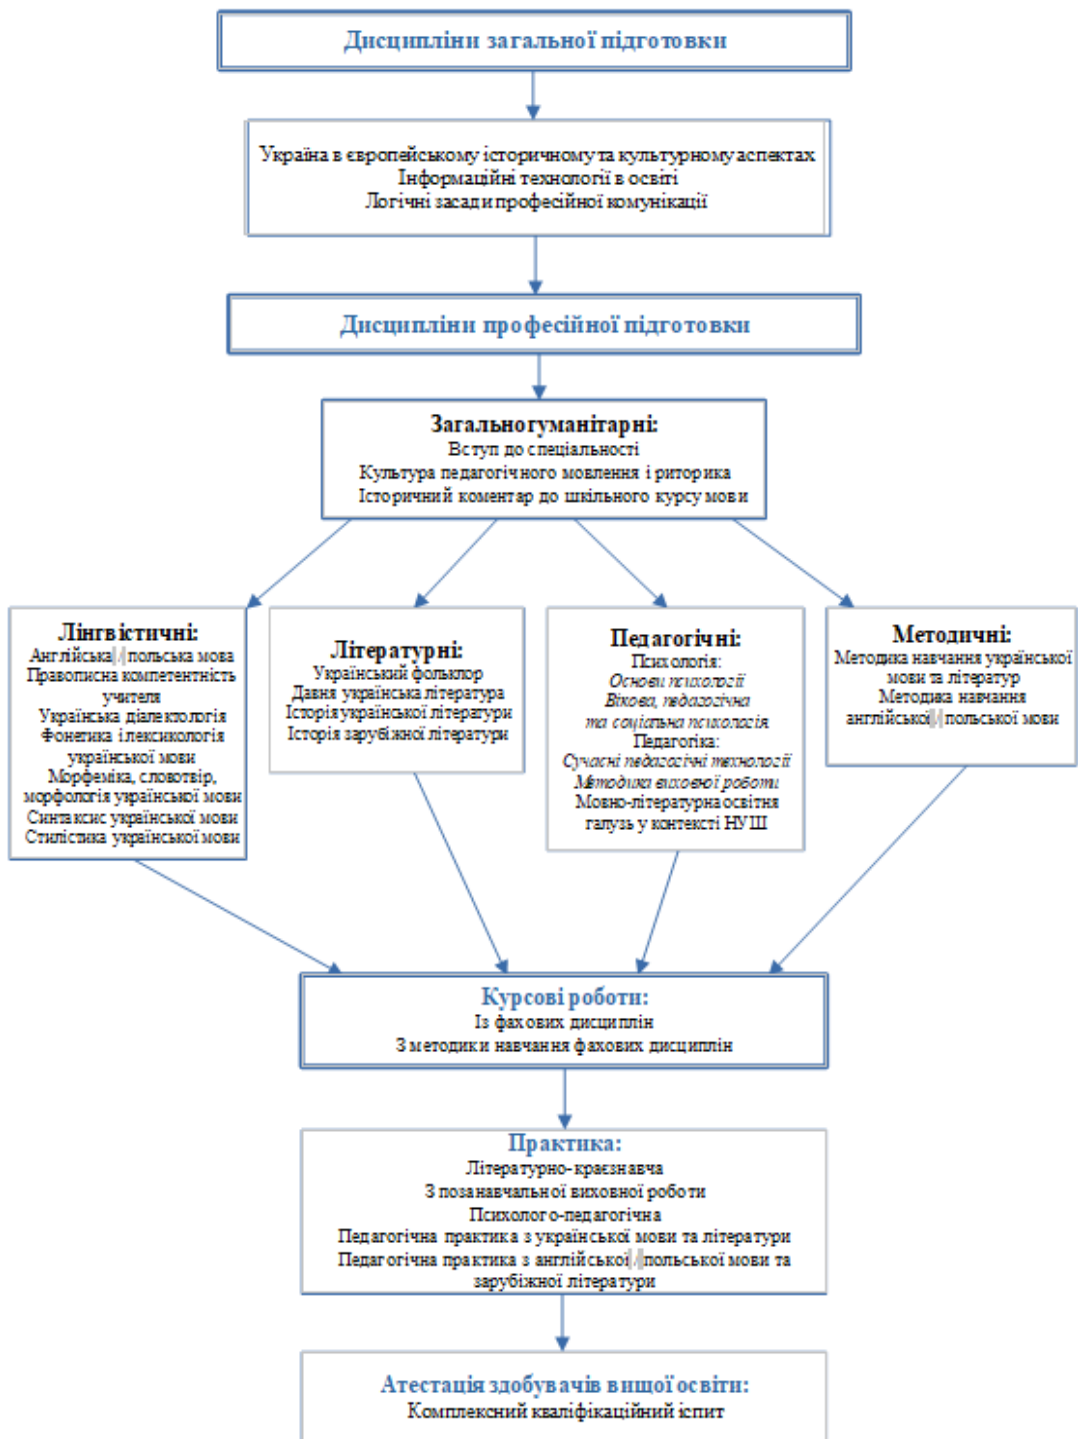 Дисципліни загальної підготовки
Україна в європейському історичному та культурному аспектах
Інформаційні технології в освіті
Логічні засади професійної комунікації
Дисципліни професійної підготовки
Загальногуманітарні:
Вступ до спеціальності
Культура педагогічного мовлення і риторика
Історичний коментар до шкільного курсу мови
Лінгвістичні:
Англійська / польська мова
Правописна компетентність
учителя
Українська діалектологія
Фонетика і лексикологія
української мови
Морфеміка, словотвір,
морфологія української мови
Синтаксис української мови
Стилістика української мови
Літературні:
Український фольклор
Давня українська література
Історія української літератури
Історія зарубіжної літератури
Педагогічні:
Психологія:
Основи психології
Вікова, педагогічна
та соціальна психологія
Педагогіка:
Сучасні педагогічні технології
Методика виховної роботи
Мовно-літературна освітня
галузь у контексті НУШ
Методичні:
Методика навчання української
мови та літератур
Методика навчання
англійської / польської мови
Курсові роботи:
Із фахових дисциплін
З методики навчання фахових дисциплін
Практика:
Літературно-краєзнавча
З позанавчальної виховної роботи
Психолого-педагогічна
Педагогічна практика з української мови та літератури
Педагогічна практика з англійської / польської мови та
зарубіжної літератури
Атестація здобувачів вищої освіти:
Комплексний кваліфікаційний іспит